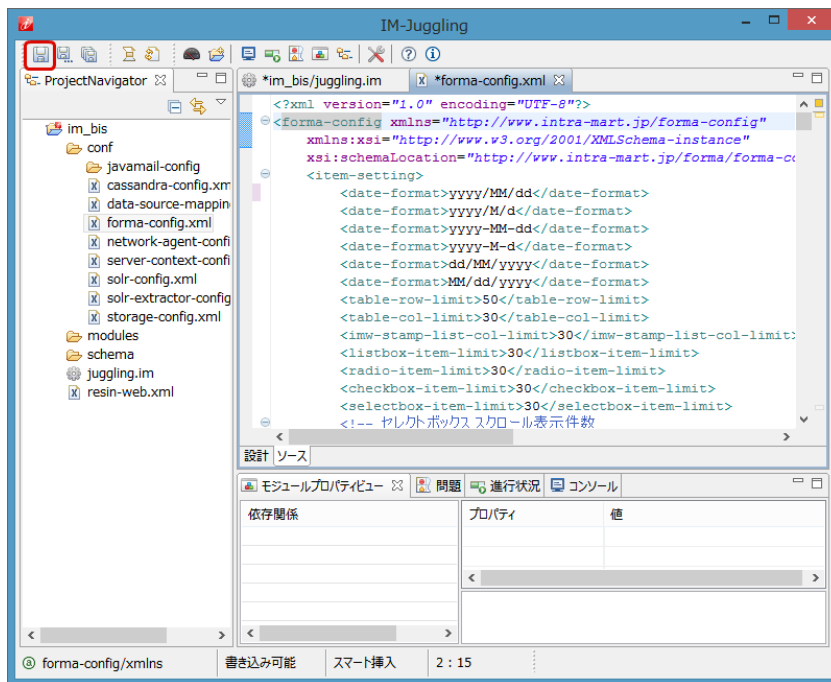 IM-Juggling
ProjectNavigator
im_bis
conf
javamail-config
cassandra-config.xm
data-source-mappin
forma-config.xml
network-agent-confi
server-context-confi
solr-config.xml
solr-extractor-config
storage-config.xml
modules
schema
juggling.im
resin-web.xml
*im_bis/juggling.im
*forma-config.xml
<?xml version="1.0" encoding="UTF-8"?>
<forma-config xmlns="http://www.intra-mart.jp/forma-config"
xmlns:xsi="http://www.w3.org/2001/XMLSchema-instance"
xsi:schemaLocation="http://www.intra-mart.jp/forma/forma-co
<item-setting>
<date-format>yyyy/MM/dd</date-format>
<date-format>yyyy/M/d</date-format>
<date-format>yyyy-MM-dd</date-format>
<date-format>yyyy-M-d</date-format>
<date-format>dd/MM/yyyy</date-format>
<date-format>MM/dd/yyyy</date-format>
<table-row-limit>50</table-row-limit>
<table-col-limit>30</table-col-limit>
<imw-stamp-list-col-limit>30</imw-stamp-list-col-limit>
<listbox-item-limit>30</listbox-item-limit>
<radio-item-limit>30</radio-item-limit>
<checkbox-item-limit>30</checkbox-item-limit>
<selectbox-item-limit>30</selectbox-item-limit>
<!-- セレクトボックス スクロール表示件数
設計 ソース
モジュールプロパティビュー 問題 進行状況 コンソール
依存関係 プロパティ 値
forma-config/xmlns 書き込み可能 スマート挿入 2 : 15